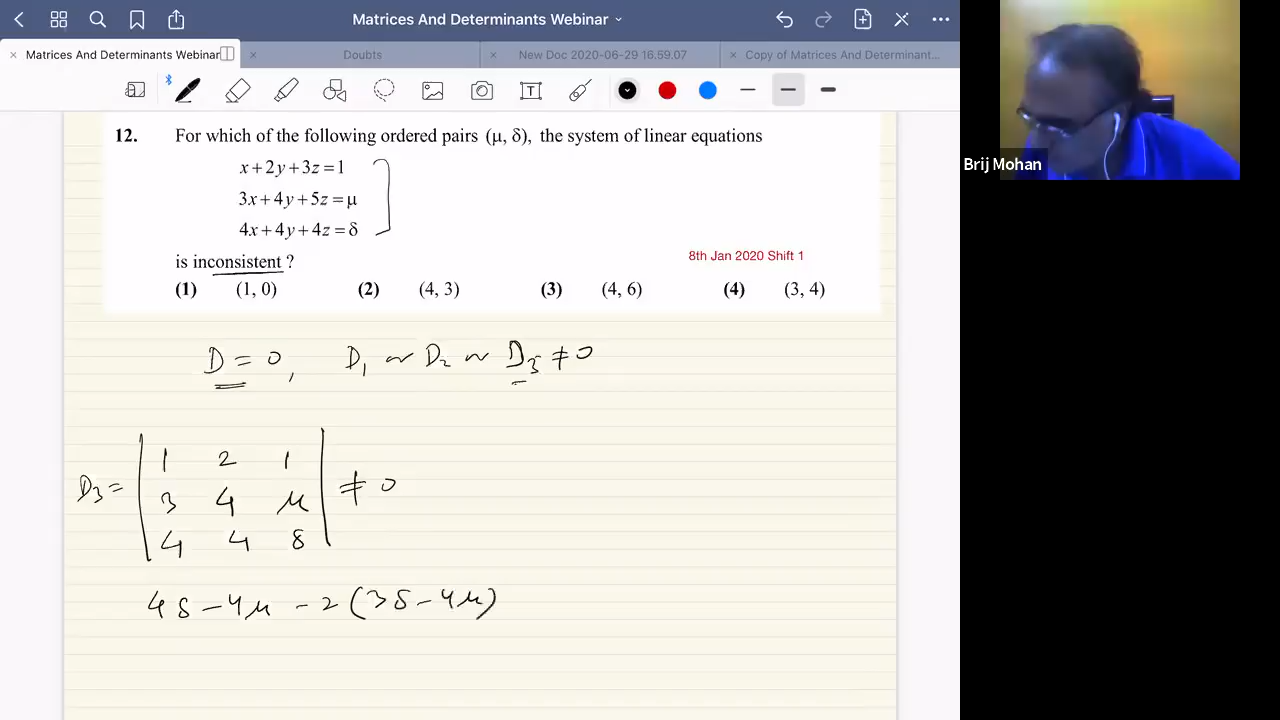 Matrices And Determinants Webinar
Matrices And Determinants Webinar
Doubts
New Doc 2020-06-29 16.59.07
Copy of Matrices And Determinant...
12. For which of the following ordered pairs (μ, δ), the system of linear equations
x + 2y + 3z = 1
3x + 4y + 5z = μ
4x + 4y + 4z = δ
is inconsistent ?
8th Jan 2020 Shift 1
(1) (1, 0) (2) (4, 3) (3) (4, 6) (4) (3, 4)
D = 0, D₁ ~ D₂ ~ D₃ ≠ 0
1 2 1
D₃ = 3 4 μ ≠ 0
4 4 δ
4δ - 4μ - 2(3δ - 4μ)
Brij Mohan